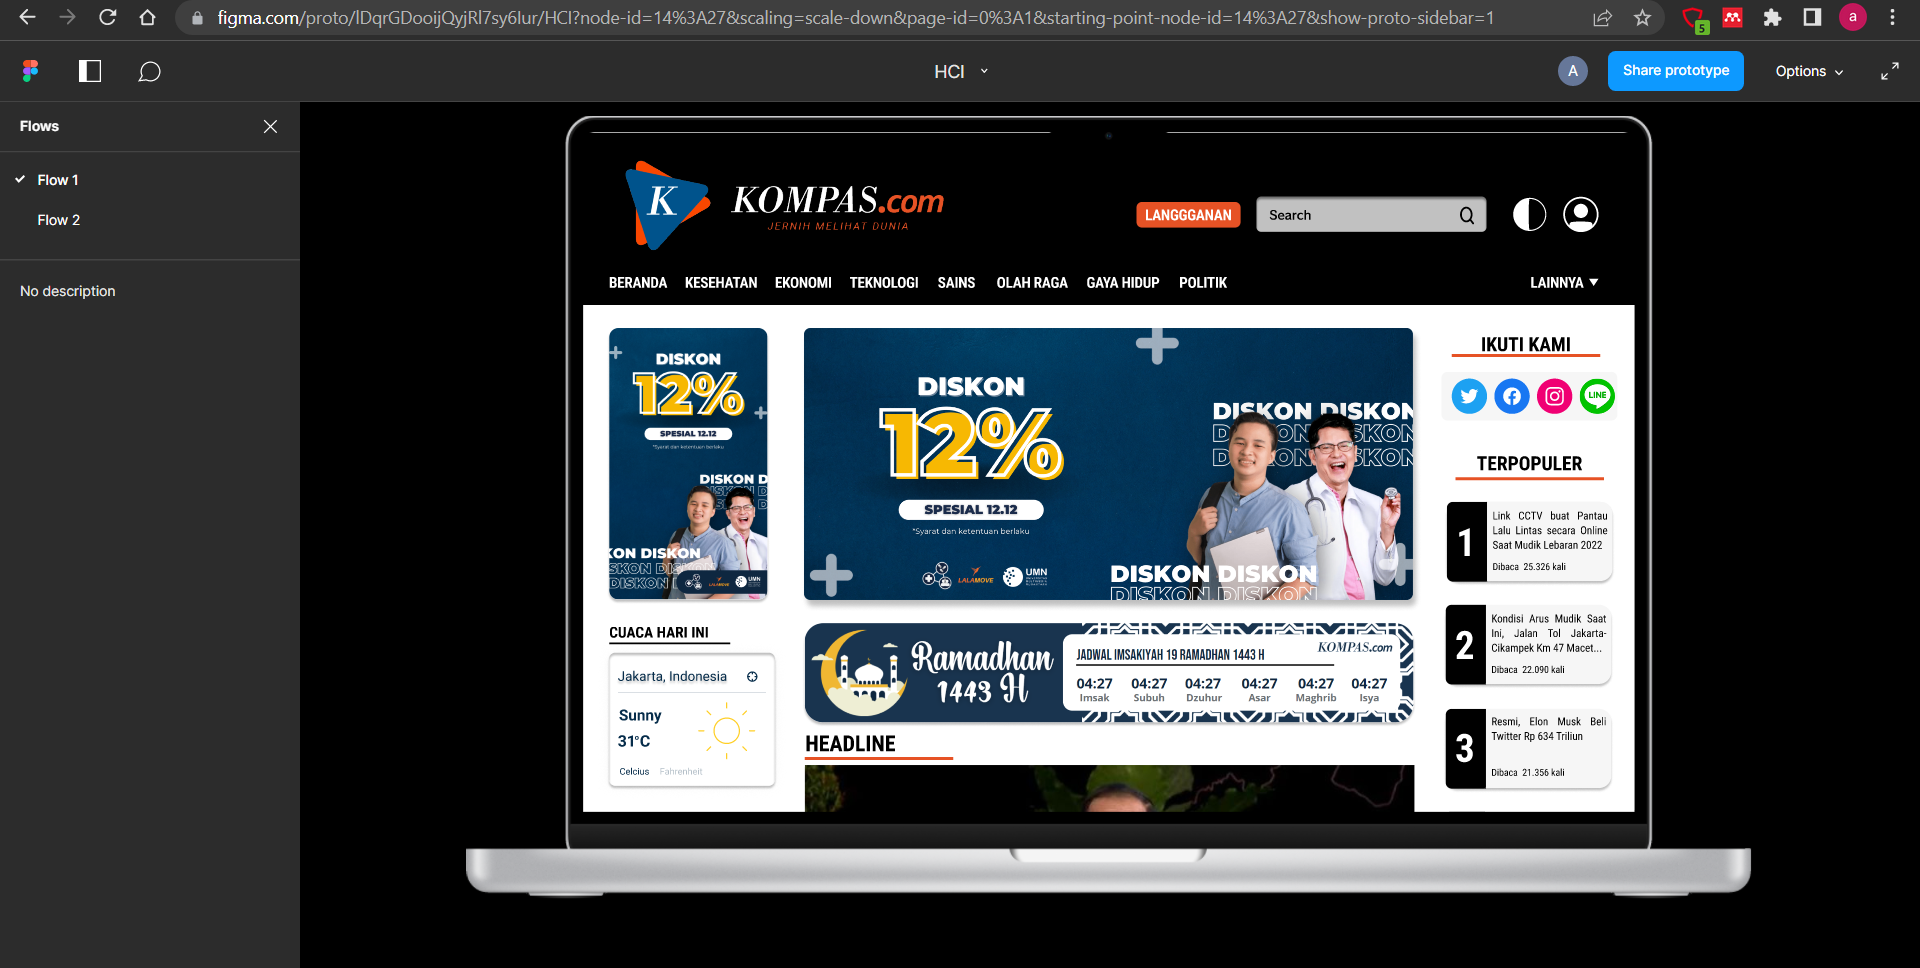 figma.com/proto/lDqrGDooijQyjRl7sy6Iur/HCI?node-id=14%3A27&scaling=scale-down&page-id=0%3A1&starting-point-node-id=14%3A27&show-proto-sidebar=1
5
a
HCI
A
Share prototype
Options
Flows
Flow 1
Flow 2
No description
K
KOMPAS.com
JERNIH MELIHAT DUNIA
LANGGGANAN
Search
BERANDA
KESEHATAN
EKONOMI
TEKNOLOGI
SAINS
OLAH RAGA
GAYA HIDUP
POLITIK
LAINNYA
DISKON
12%
SPESIAL 12.12
*Syarat dan ketentuan berlaku
DISKON D
KON DISKON
SKON DISKON
DISKON
LALAMOVE
UMN
CUACA HARI INI
Jakarta, Indonesia
Sunny
31°C
Celcius
Fahrenheit
DISKON
12%
SPESIAL 12.12
*Syarat dan ketentuan berlaku
LALAMOVE
UMN
DISKON DISKON
DISKON DISKON
DISKON DISKON
Ramadhan
1443 H
JADWAL IMSAKIYAH 19 RAMADHAN 1443 H
KOMPAS.com
04:27
04:27
04:27
04:27
04:27
04:27
Imsak
Subuh
Dzuhur
Asar
Maghrib
Isya
HEADLINE
IKUTI KAMI
LINE
TERPOPULER
1
Link CCTV buat Pantau
Lalu Lintas secara Online
Saat Mudik Lebaran 2022
Dibaca 25.326 kali
2
Kondisi Arus Mudik Saat
Ini, Jalan Tol Jakarta-
Cikampek Km 47 Macet...
Dibaca 22.090 kali
3
Resmi, Elon Musk Beli
Twitter Rp 634 Triliun
Dibaca 21.356 kali